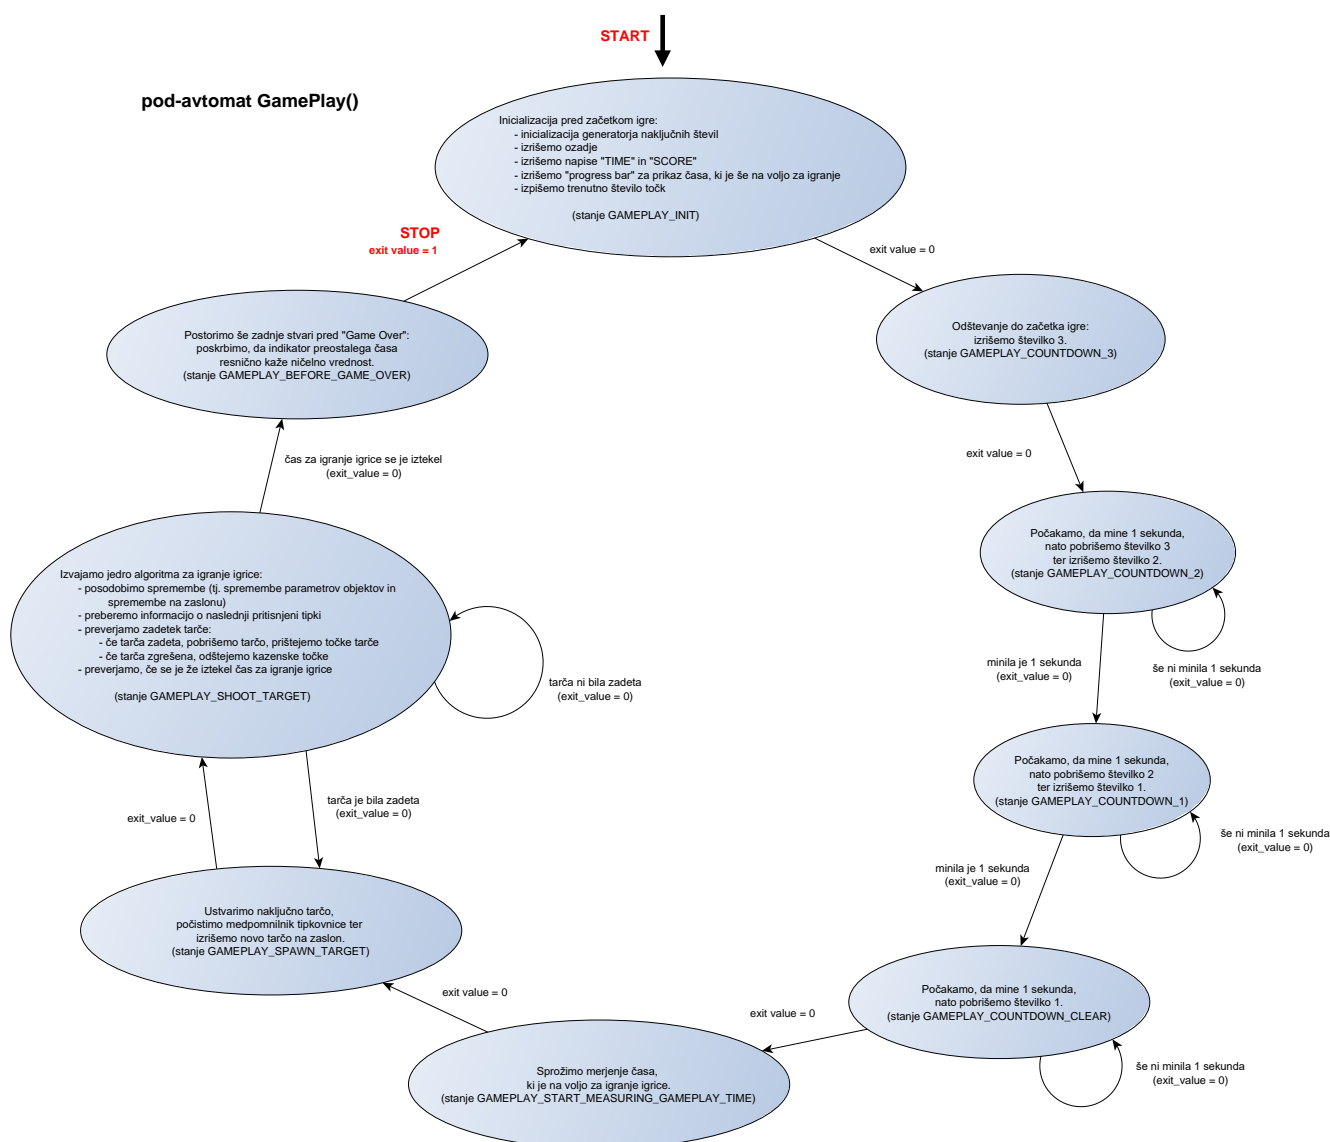 START
pod-avtomat GamePlay()
Inicializacija pred začetkom igre:
- inicializacija generatorja naključnih števil
- izrišemo ozadje
- izrišemo napise "TIME" in "SCORE"
- izrišemo "progress bar" za prikaz časa, ki je še na voljo za igranje
- izpišemo trenutno število točk
(stanje GAMEPLAY_INIT)
STOP
exit value = 1
exit value = 0
Odštevanje do začetka igre:
izrišemo številko 3.
(stanje GAMEPLAY_COUNTDOWN_3)
Postorimo še zadnje stvari pred "Game Over":
poskrbimo, da indikator preostalega časa
resnično kaže ničelno vrednost.
(stanje GAMEPLAY_BEFORE_GAME_OVER)
exit value = 0
čas za igranje igrice se je iztekel
(exit_value = 0)
Počakamo, da mine 1 sekunda,
nato pobrišemo številko 3
ter izrišemo številko 2.
(stanje GAMEPLAY_COUNTDOWN_2)
Izvajamo jedro algoritma za igranje igrice:
- posodobimo spremembe (tj. spremembe parametrov objektov in
spremembe na zaslonu)
- preberemo informacijo o naslednji pritisnjeni tipki
- preverjamo zadetek tarče:
- če tarča zadeta, pobrišemo tarčo, prištejemo točke tarče
- če tarča zgrešena, odštejemo kazenske točke
- preverjamo, če se je že iztekel čas za igranje igrice
(stanje GAMEPLAY_SHOOT_TARGET)
tarča ni bila zadeta
(exit_value = 0)
minila je 1 sekunda
(exit_value = 0)
še ni minila 1 sekunda
(exit_value = 0)
Počakamo, da mine 1 sekunda,
nato pobrišemo številko 2
ter izrišemo številko 1.
(stanje GAMEPLAY_COUNTDOWN_1)
tarča je bila zadeta
(exit_value = 0)
exit_value = 0
še ni minila 1 sekunda
(exit_value = 0)
minila je 1 sekunda
(exit_value = 0)
Ustvarimo naključno tarčo,
počistimo medpomnilnik tipkovnice ter
izrišemo novo tarčo na zaslon.
(stanje GAMEPLAY_SPAWN_TARGET)
exit value = 0
exit value = 0
Počakamo, da mine 1 sekunda,
nato pobrišemo številko 1.
(stanje GAMEPLAY_COUNTDOWN_CLEAR)
še ni minila 1 sekunda
(exit_value = 0)
Sprožimo merjenje časa,
ki je na voljo za igranje igrice.
(stanje GAMEPLAY_START_MEASURING_GAMEPLAY_TIME)